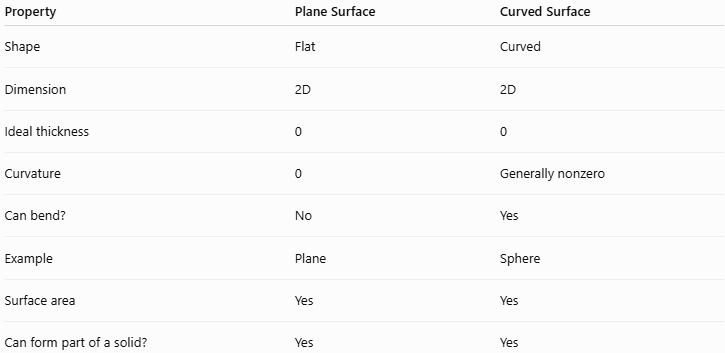 Property Plane Surface Curved Surface
Shape Flat Curved
Dimension 2D 2D
Ideal thickness 0 0
Curvature 0 Generally nonzero
Can bend? No Yes
Example Plane Sphere
Surface area Yes Yes
Can form part of a solid? Yes Yes